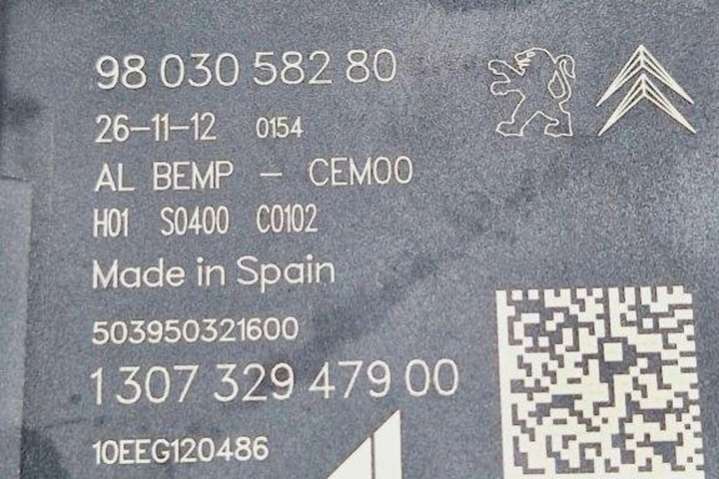 98 030 582 80
26-11-12 0154
AL BEMP - CEM00
H01 S0400 C0102
Made in Spain
503950321600
1 307 329 479 00
10EEG120486